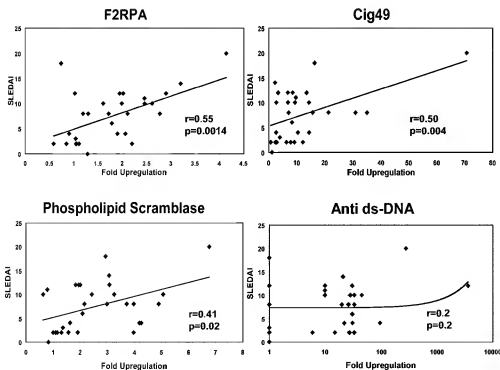 F2RPA
SLEDAI
25
20
15
10
5
0
r=0.55
p=0.0014
0 0.5 1 1.5 2 2.5 3 3.5 4 4.5
Fold Upregulation
Cig49
SLEDAI
25
20
15
10
5
0
r=0.50
p=0.004
0 10 20 30 40 50 60 70 80
Fold Upregulation
Phospholipid Scramblase
SLEDAI
25
20
15
10
5
0
r=0.41
p=0.02
0 1 2 3 4 5 6 7 8
Fold Upregulation
Anti ds-DNA
SLEDAI
25
20
15
10
5
0
r=0.2
p=0.2
1 10 100 1000 10000
Fold Upregulation